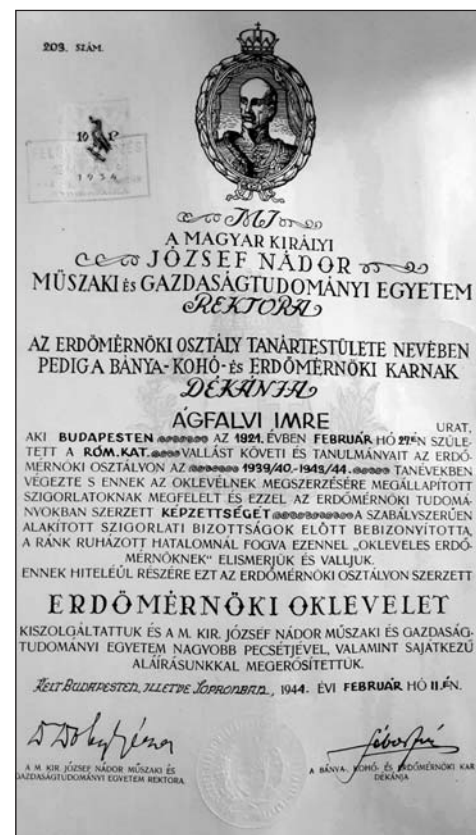 203. SZÁM.
1934
MI
A MAGYAR KIRÁLYI
JÓZSEF NÁDOR
MŰSZAKI és GAZDASÁGTUDOMÁNYI EGYETEM
REKTORA
AZ ERDŐMÉRNÖKI OSZTÁLY TANÁRTESTÜLETE NEVÉBEN
PEDIG A BÁNYA-KOHÓ-és ERDŐMÉRNÖKI KARNAK
DÉKÁNJA
ÁGFALVI IMRE URAT,
AKI BUDAPESTEN AZ 1921. ÉVBEN FEBRUÁR HÓ 27ÉN SZÜLE-
TETT A RÓM. KAT. VALLÁST KÖVETI ÉS TANULMÁNYAIT AZ ERDŐ-
MÉRNÖKI OSZTÁLYON AZ 1939/40.-1943/44. TANÉVEKBEN
VÉGEZTE S ENNEK AZ OKLEVÉLNEK MEGSZERZÉSÉRE MEGÁLLAPÍTOTT
SZIGORLATOKNAK MEGFELELT ÉS EZZEL AZ ERDŐMÉRNÖKI TUDOMÁ-
NYOKBAN SZERZETT KÉPZETTSÉGÉT A SZABÁLYSZERŰEN
ALAKÍTOTT SZIGORLATI BIZOTTSÁGOK ELŐTT BEBIZONYÍTOTTA,
A RÁNK RUHÁZOTT HATALOMNÁL FOGVA EZENNEL „OKLEVELES ERDŐ-
MÉRNÖKNEK" ELISMERJÜK ÉS VALLJUK.
ENNEK HITELÉÜL RÉSZÉRE EZT AZ ERDŐMÉRNÖKI OSZTÁLYON SZERZETT
ERDŐMÉRNÖKI OKLEVELET
KISZOLGÁLTATTUK ÉS A M. KIR. JÓZSEF NÁDOR MŰSZAKI ÉS GAZDASÁG-
TUDOMÁNYI EGYETEM NAGYOBB PECSÉTJÉVEL, VALAMINT SAJÁTKEZŰ
ALÁÍRÁSUNKKAL MEGERŐSÍTETTÜK.
KELT BUDAPESTEN, ILLETVE SOPRONBAN, 1944. ÉVI FEBRUÁR HÓ 11.ÉN.
A M. KIR. JÓZSEF NÁDOR MŰSZAKI ÉS
GAZDASÁGTUDOMÁNYI EGYETEM REKTORA
A BÁNYA-, KOHÓ- ÉS ERDŐMÉRNÖKI KAR
DÉKÁNJA